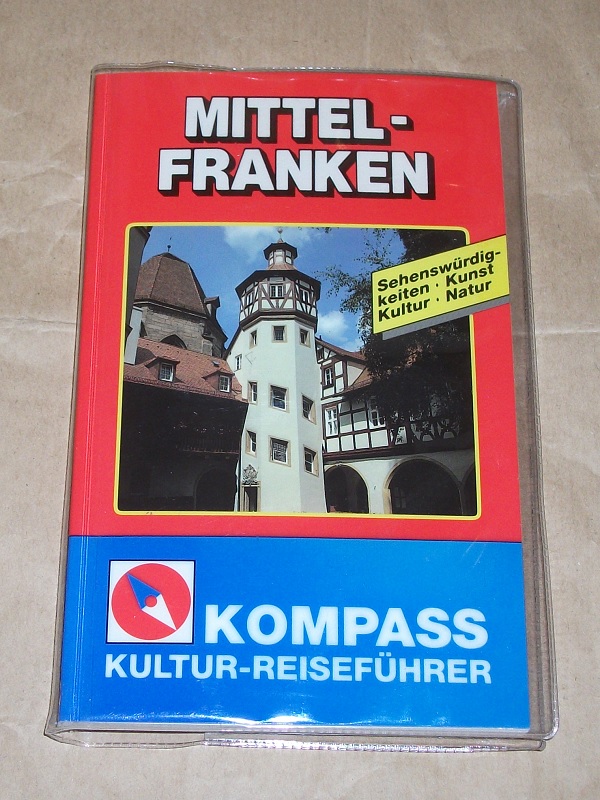 MITTEL-
FRANKEN
Sehenswürdig-
keiten · Kunst
Kultur · Natur
KOMPASS
KULTUR-REISEFÜHRER